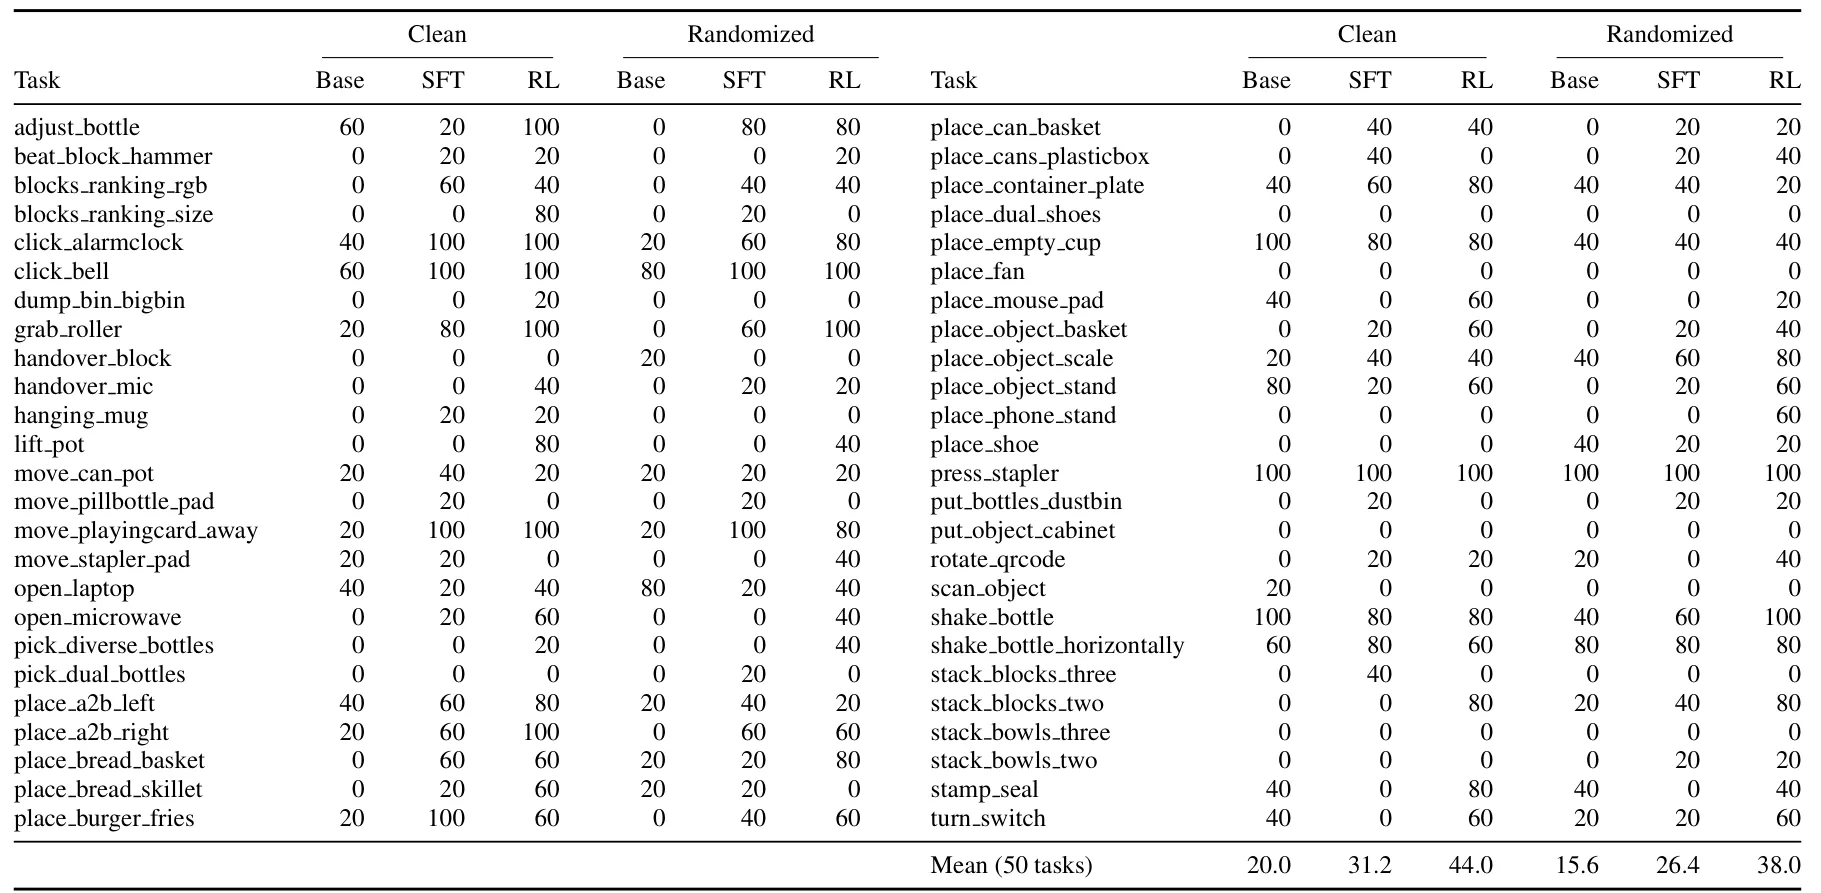 Clean Randomized Clean Randomized
Task Base SFT RL Base SFT RL Task Base SFT RL Base SFT RL
adjust_bottle 60 20 100 0 80 80 place_can_basket 0 40 40 0 20 20
beat_block_hammer 0 20 20 0 0 20 place_cans_plasticbox 0 40 0 0 20 40
blocks_ranking_rgb 0 60 40 0 40 40 place_container_plate 40 60 80 40 40 20
blocks_ranking_size 0 0 80 0 20 0 place_dual_shoes 0 0 0 0 0 0
click_alarmclock 40 100 100 20 60 80 place_empty_cup 100 80 80 40 40 40
click_bell 60 100 100 80 100 100 place_fan 0 0 0 0 0 0
dump_bin_bigbin 0 0 20 0 0 0 place_mouse_pad 40 0 60 0 0 20
grab_roller 20 80 100 0 60 100 place_object_basket 0 20 60 0 20 40
handover_block 0 0 0 20 0 0 place_object_scale 20 40 40 40 60 80
handover_mic 0 0 40 0 20 20 place_object_stand 80 20 60 0 20 60
hanging_mug 0 20 20 0 0 0 place_phone_stand 0 0 0 0 0 60
lift_pot 0 0 80 0 0 40 place_shoe 0 0 0 40 20 20
move_can_pot 20 40 20 20 20 20 press_stapler 100 100 100 100 100 100
move_pillbottle_pad 0 20 0 0 20 0 put_bottles_dustbin 0 20 0 0 20 20
move_playingcard_away 20 100 100 20 100 80 put_object_cabinet 0 0 0 0 0 0
move_stapler_pad 20 20 0 0 0 40 rotate_qrcode 0 20 20 20 0 40
open_laptop 40 20 40 80 20 40 scan_object 20 0 0 0 0 0
open_microwave 0 20 60 0 0 40 shake_bottle 100 80 80 40 60 100
pick_diverse_bottles 0 0 20 0 0 40 shake_bottle_horizontally 60 80 60 80 80 80
pick_dual_bottles 0 0 0 0 20 0 stack_blocks_three 0 40 0 0 0 0
place_a2b_left 40 60 80 20 40 20 stack_blocks_two 0 0 80 20 40 80
place_a2b_right 20 60 100 0 60 60 stack_bowls_three 0 0 0 0 0 0
place_bread_basket 0 60 60 20 20 80 stack_bowls_two 0 0 0 0 20 20
place_bread_skillet 0 20 60 20 20 0 stamp_seal 40 0 80 40 0 40
place_burger_fries 20 100 60 0 40 60 turn_switch 40 0 60 20 20 60
Mean (50 tasks) 20.0 31.2 44.0 15.6 26.4 38.0